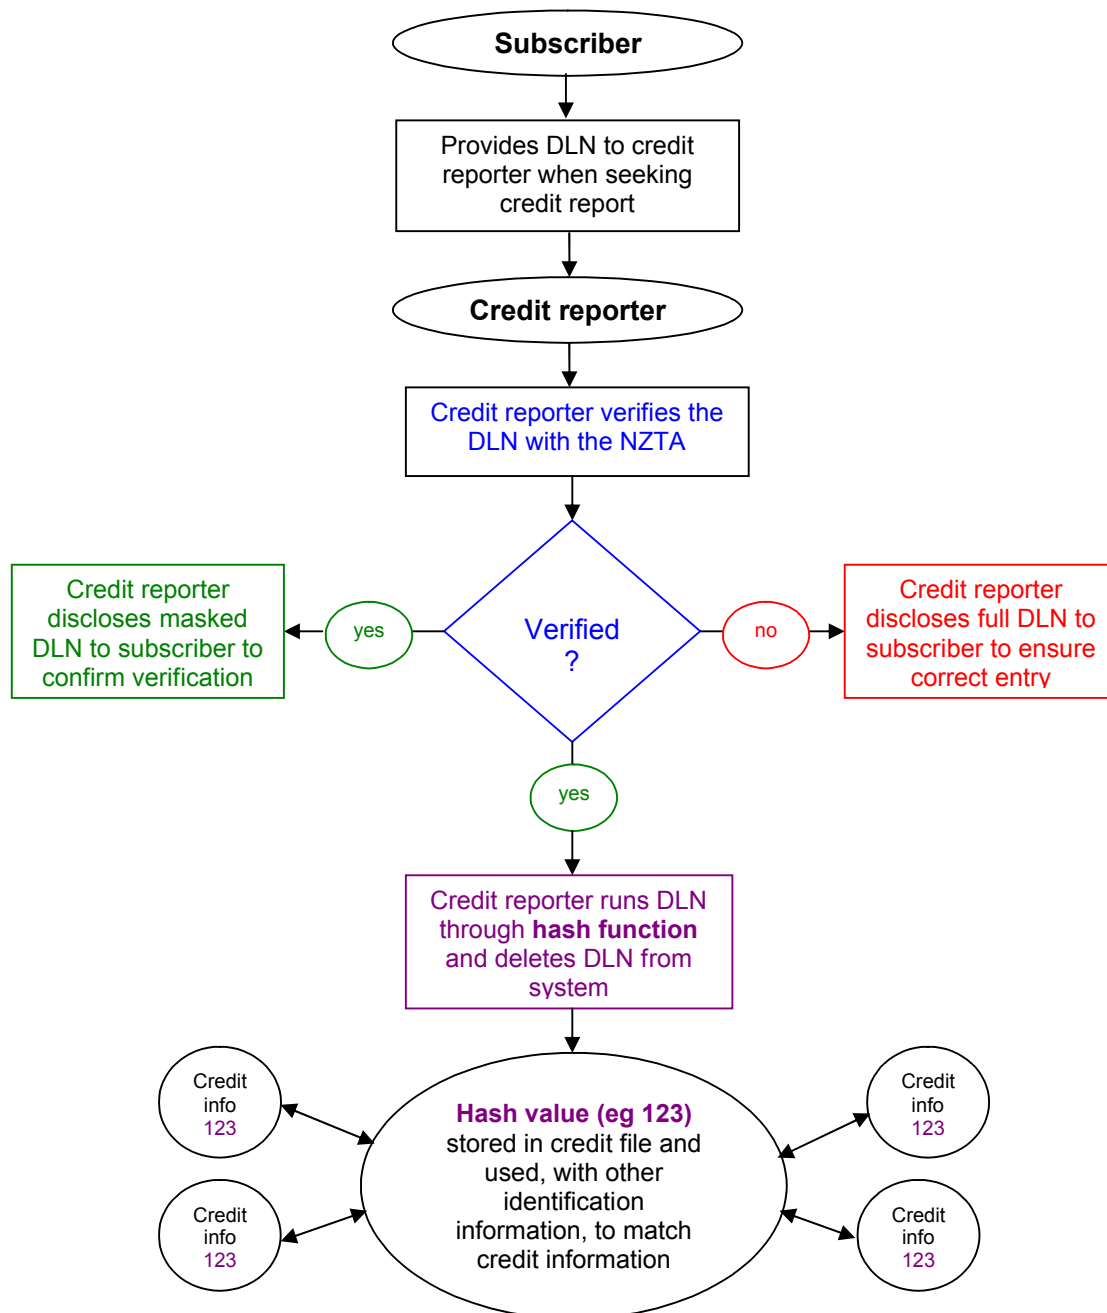 Subscriber
Provides DLN to credit
reporter when seeking
credit report
Credit reporter
Credit reporter verifies the
DLN with the NZTA
Credit reporter
discloses masked
DLN to subscriber to
confirm verification
yes
Verified
?
no
Credit reporter
discloses full DLN to
subscriber to ensure
correct entry
yes
Credit reporter runs DLN
through hash function
and deletes DLN from
system
Credit
info
123
Hash value (eg 123)
stored in credit file and
used, with other
identification
information, to match
credit information
Credit
info
123
Credit
info
123
Credit
info
123